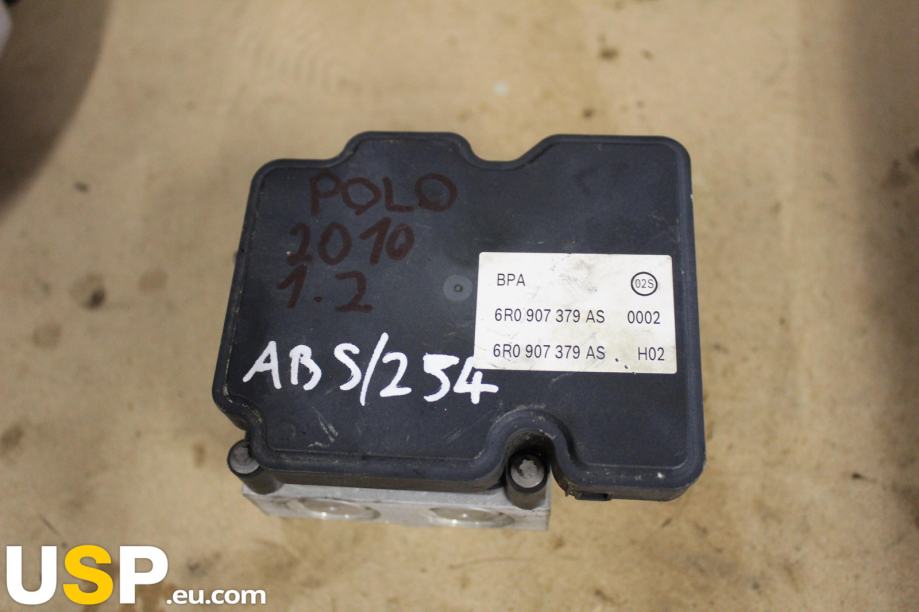 POLO
2010
1.2
ABS/254
BPA 02S
6R0 907 379 AS 0002
6R0 907 379 AS . H02
USP.eu.com